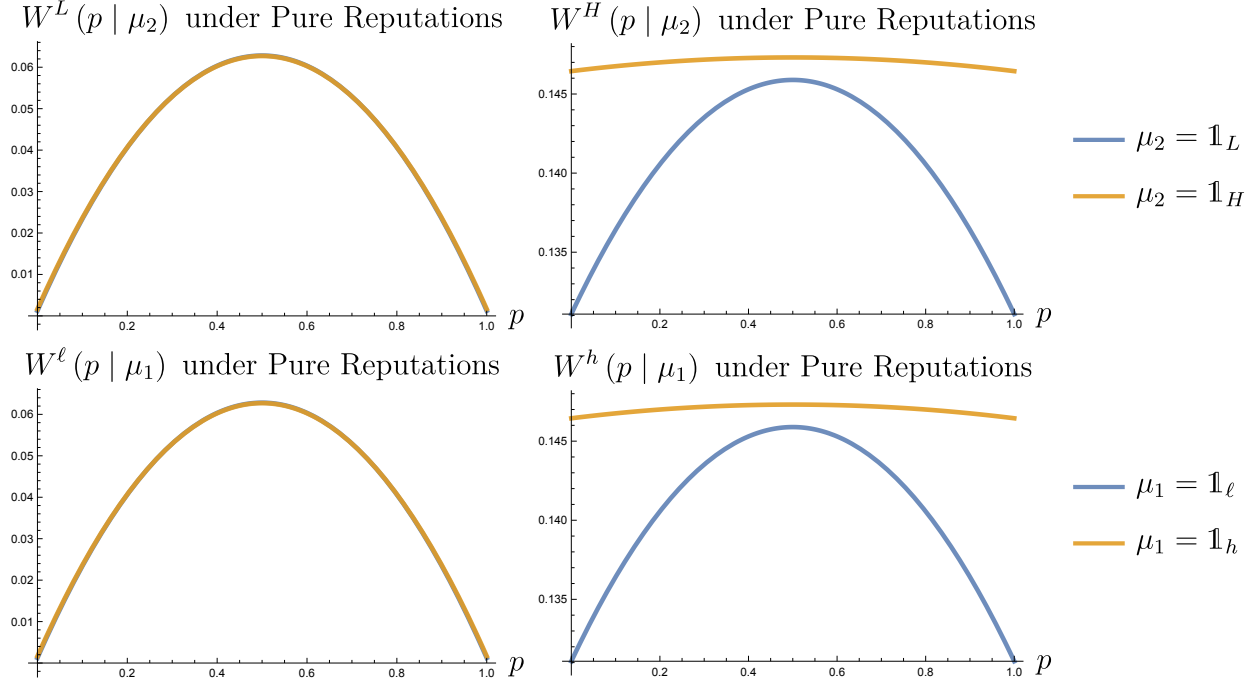 W^L (p | μ_2) under Pure Reputations
0.06
0.05
0.04
0.03
0.02
0.01
0.2 0.4 0.6 0.8 1.0 p
W^H (p | μ_2) under Pure Reputations
0.145
0.140
0.135
0.2 0.4 0.6 0.8 1.0 p
μ_2 = 𝟙_L
μ_2 = 𝟙_H
W^ℓ (p | μ_1) under Pure Reputations
0.06
0.05
0.04
0.03
0.02
0.01
0.2 0.4 0.6 0.8 1.0 p
W^h (p | μ_1) under Pure Reputations
0.145
0.140
0.135
0.2 0.4 0.6 0.8 1.0 p
μ_1 = 𝟙_ℓ
μ_1 = 𝟙_h